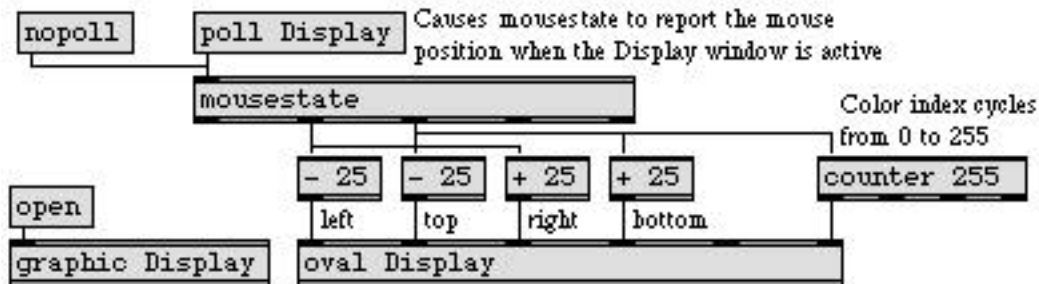 nopoll
poll Display
Causes mousestate to report the mouse
position when the Display window is active
mousestate
Color index cycles
from 0 to 255
- 25
- 25
+ 25
+ 25
counter 255
open
left
top
right
bottom
graphic Display
oval Display